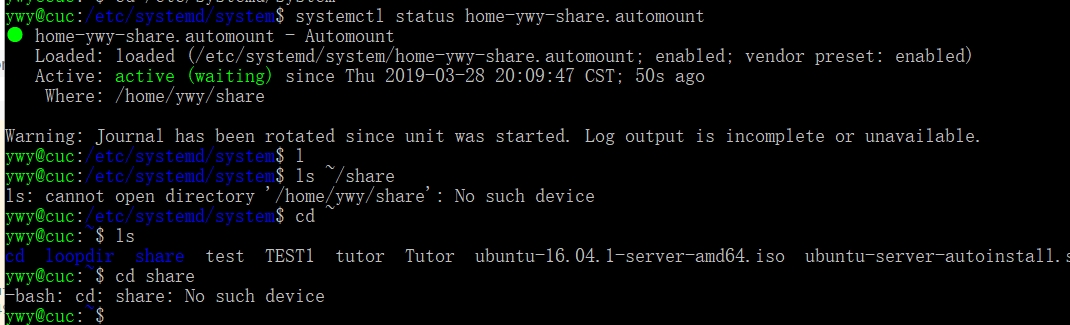 ywy@cuc:/etc/systemd/system$ systemctl status home-ywy-share.automount
● home-ywy-share.automount - Automount
Loaded: loaded (/etc/systemd/system/home-ywy-share.automount; enabled; vendor preset: enabled)
Active: active (waiting) since Thu 2019-03-28 20:09:47 CST; 50s ago
Where: /home/ywy/share
Warning: Journal has been rotated since unit was started. Log output is incomplete or unavailable.
ywy@cuc:/etc/systemd/system$ l
ywy@cuc:/etc/systemd/system$ ls ~/share
ls: cannot open directory '/home/ywy/share': No such device
ywy@cuc:/etc/systemd/system$ cd ~
ywy@cuc:~$ ls
cd loopdir share test TEST1 tutor Tutor ubuntu-16.04.1-server-amd64.iso ubuntu-server-autoinstall.s
ywy@cuc:~$ cd share
-bash: cd: share: No such device
ywy@cuc:~$